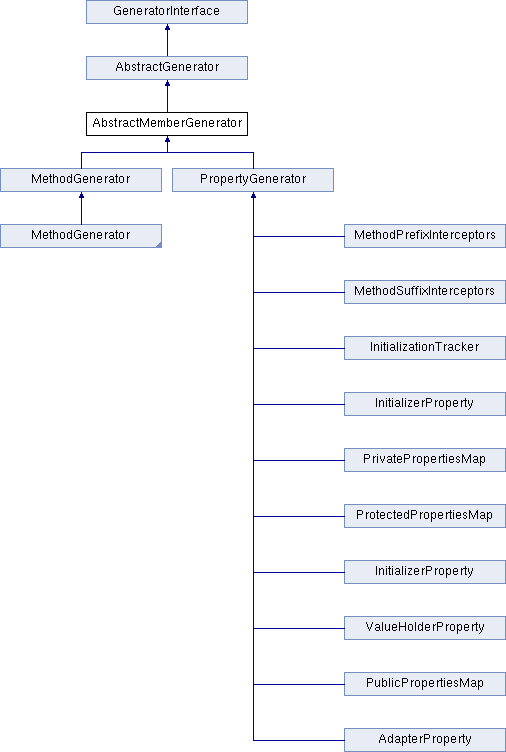 GeneratorInterface
AbstractGenerator
AbstractMemberGenerator
MethodGenerator
PropertyGenerator
MethodGenerator
MethodPrefixInterceptors
MethodSuffixInterceptors
InitializationTracker
InitializerProperty
PrivatePropertiesMap
ProtectedPropertiesMap
InitializerProperty
ValueHolderProperty
PublicPropertiesMap
AdapterProperty